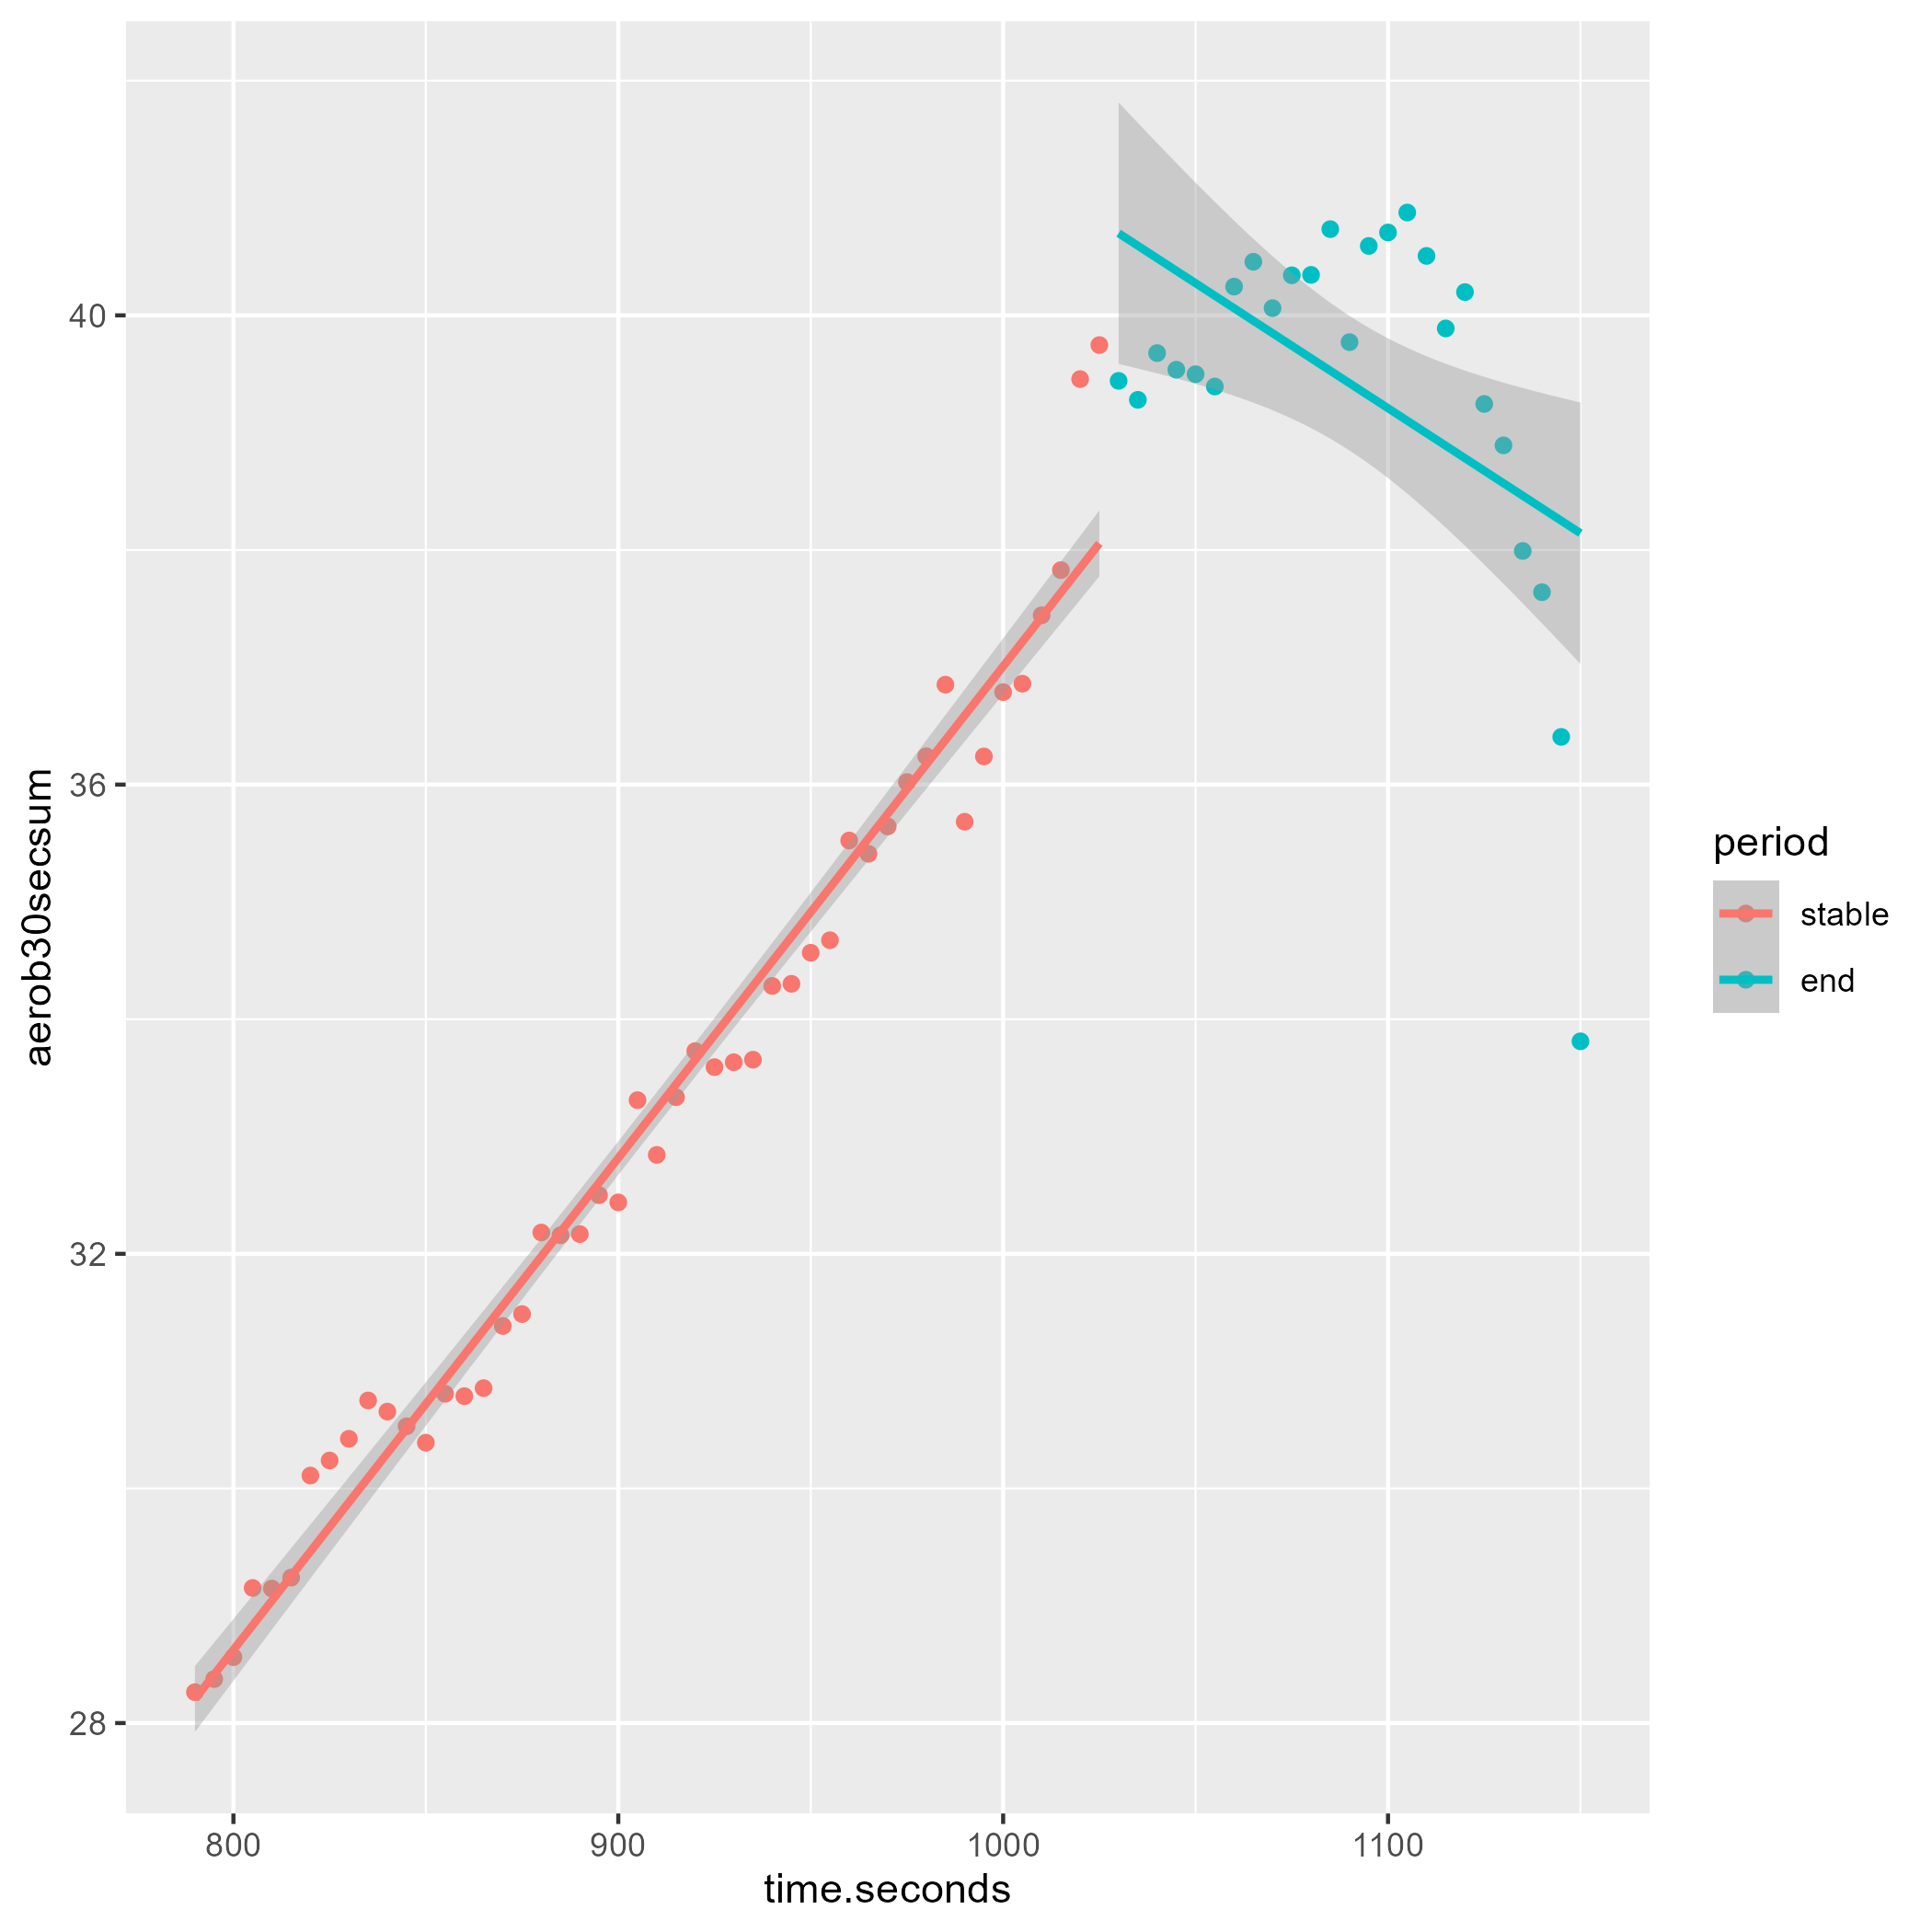 40
36
32
28
aerob30secsum
800 900 1000 1100
time.seconds
period
stable
end